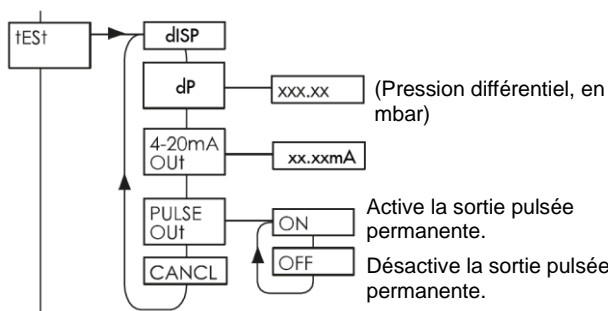 tESt
dISP
dP
xxx.xx
(Pression différentiel, en
mbar)
4-20mA
OUt
xx.xxmA
PULSE
OUt
ON
Active la sortie pulsée
permanente.
OFF
Désactive la sortie pulsée
permanente.
CANCL